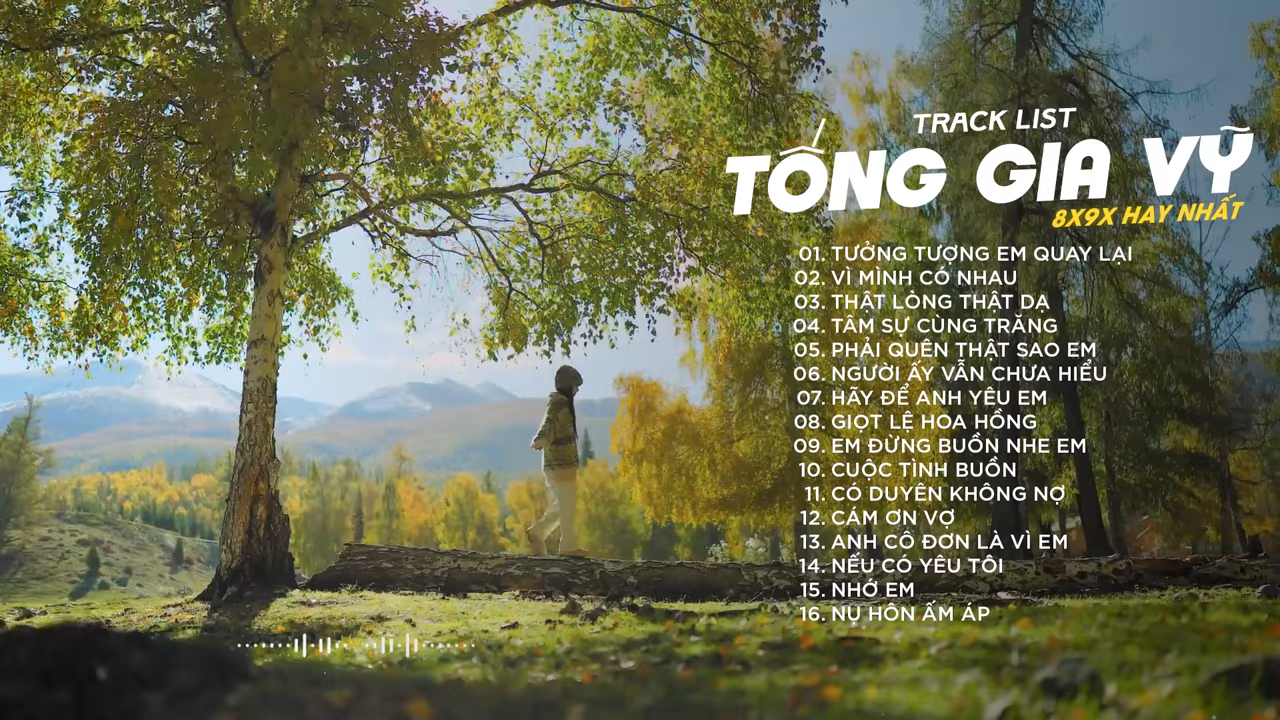 TRACK LIST
TỐNG GIA VỸ
8X9X HAY NHẤT
01. TƯỞNG TƯỢNG EM QUAY LẠI
02. VÌ MÌNH CÓ NHAU
03. THẬT LÒNG THẬT DẠ
04. TÂM SỰ CÙNG TRĂNG
05. PHẢI QUÊN THẬT SAO EM
06. NGƯỜI ẤY VẪN CHƯA HIỂU
07. HÃY ĐỂ ANH YÊU EM
08. GIỌT LỆ HOA HỒNG
09. EM ĐỪNG BUỒN NHE EM
10. CUỘC TÌNH BUỒN
11. CÓ DUYÊN KHÔNG NỢ
12. CÁM ƠN VỢ
13. ANH CÔ ĐƠN LÀ VÌ EM
14. NẾU CÓ YÊU TÔI
15. NHỚ EM
16. NỤ HÔN ẤM ÁP